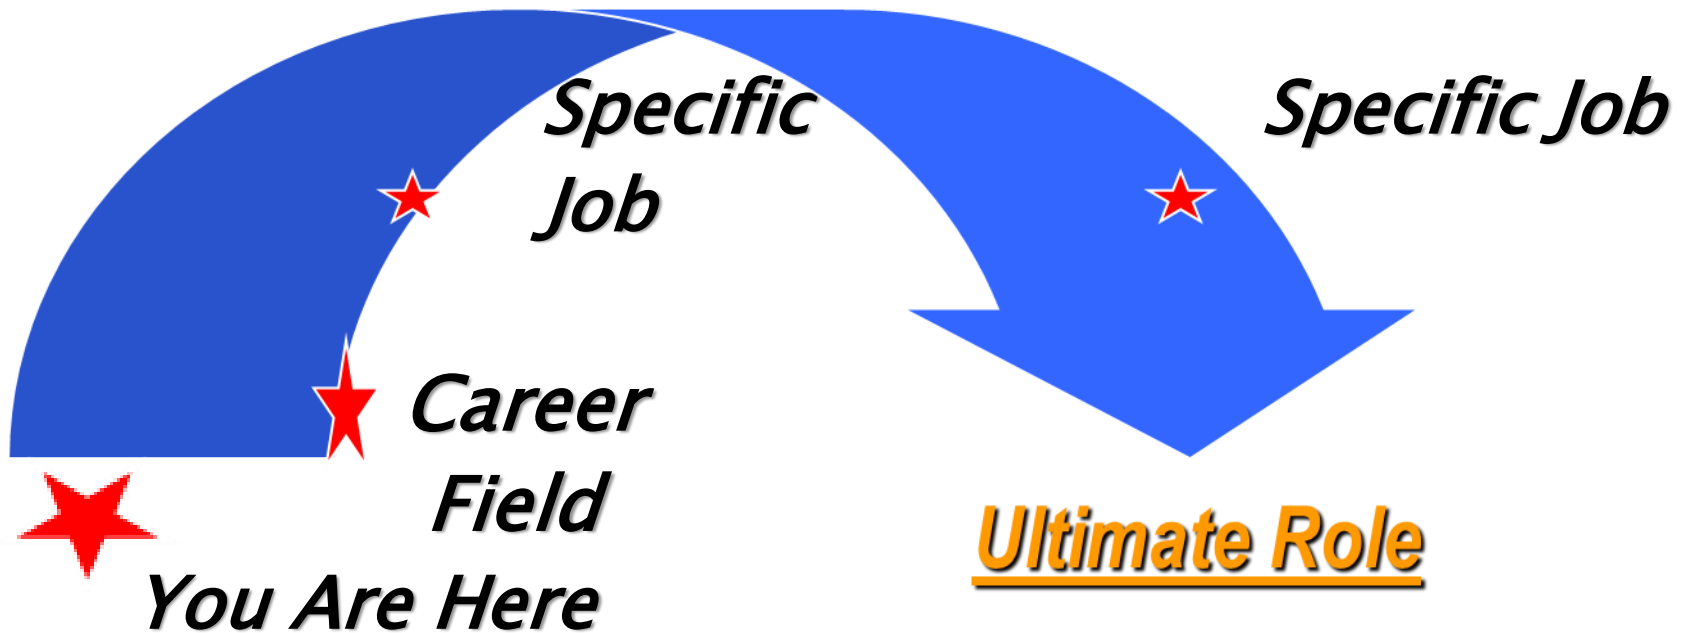 Specific
Job
Specific Job
Career
Field
You Are Here
Ultimate Role